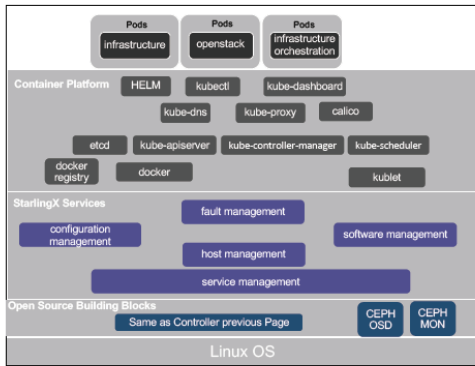 Pods
Pods
Pods
infrastructure
openstack
infrastructure
orchestration
Container Platform
HELM
kubectl
kube-dashboard
kube-dns
kube-proxy
calico
etcd
kube-apiserver
kube-controller-manager
kube-scheduler
docker
registry
docker
kublet
StarlingX Services
fault management
configuration
management
software management
host management
service management
Open Source Building Blocks
Same as Controller previous Page
CEPH
OSD
CEPH
MON
Linux OS